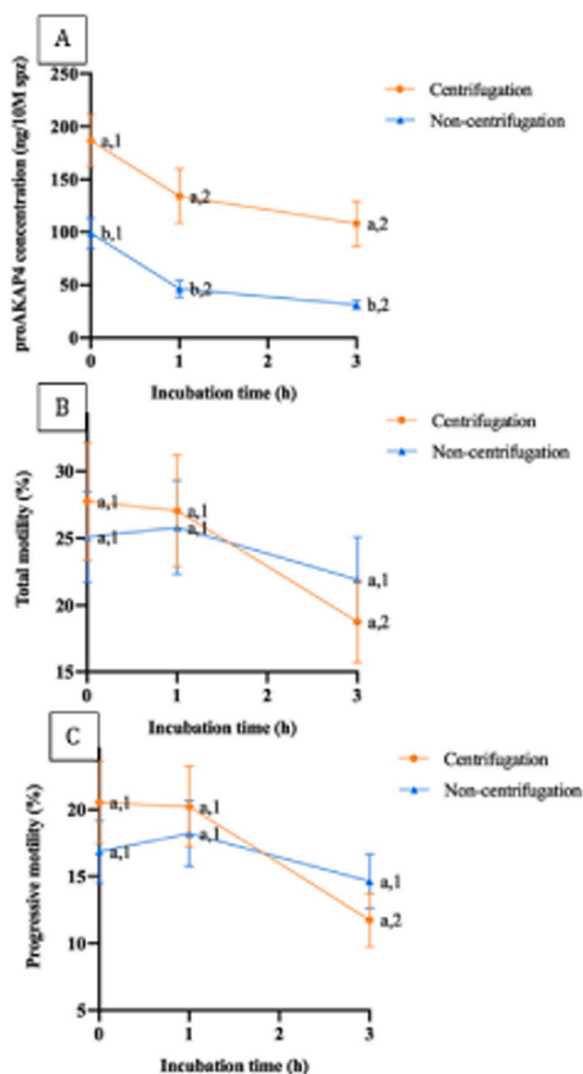 A
proAKAP4 concentration (ng/10M spz)
250
200
150
100
50
0
a,1
a,2
a,2
b,1
b,2
b,2
0
1
2
3
Incubation time (h)
Centrifugation
Non-centrifugation
B
Total motility (%)
30
25
20
15
a,1
a,1
a,1
a,1
a,1
a,2
0
1
2
3
Incubation time (h)
Centrifugation
Non-centrifugation
C
Progressive motility (%)
20
15
10
5
a,1
a,1
a,1
a,1
a,1
a,2
0
1
2
3
Incubation time (h)
Centrifugation
Non-centrifugation